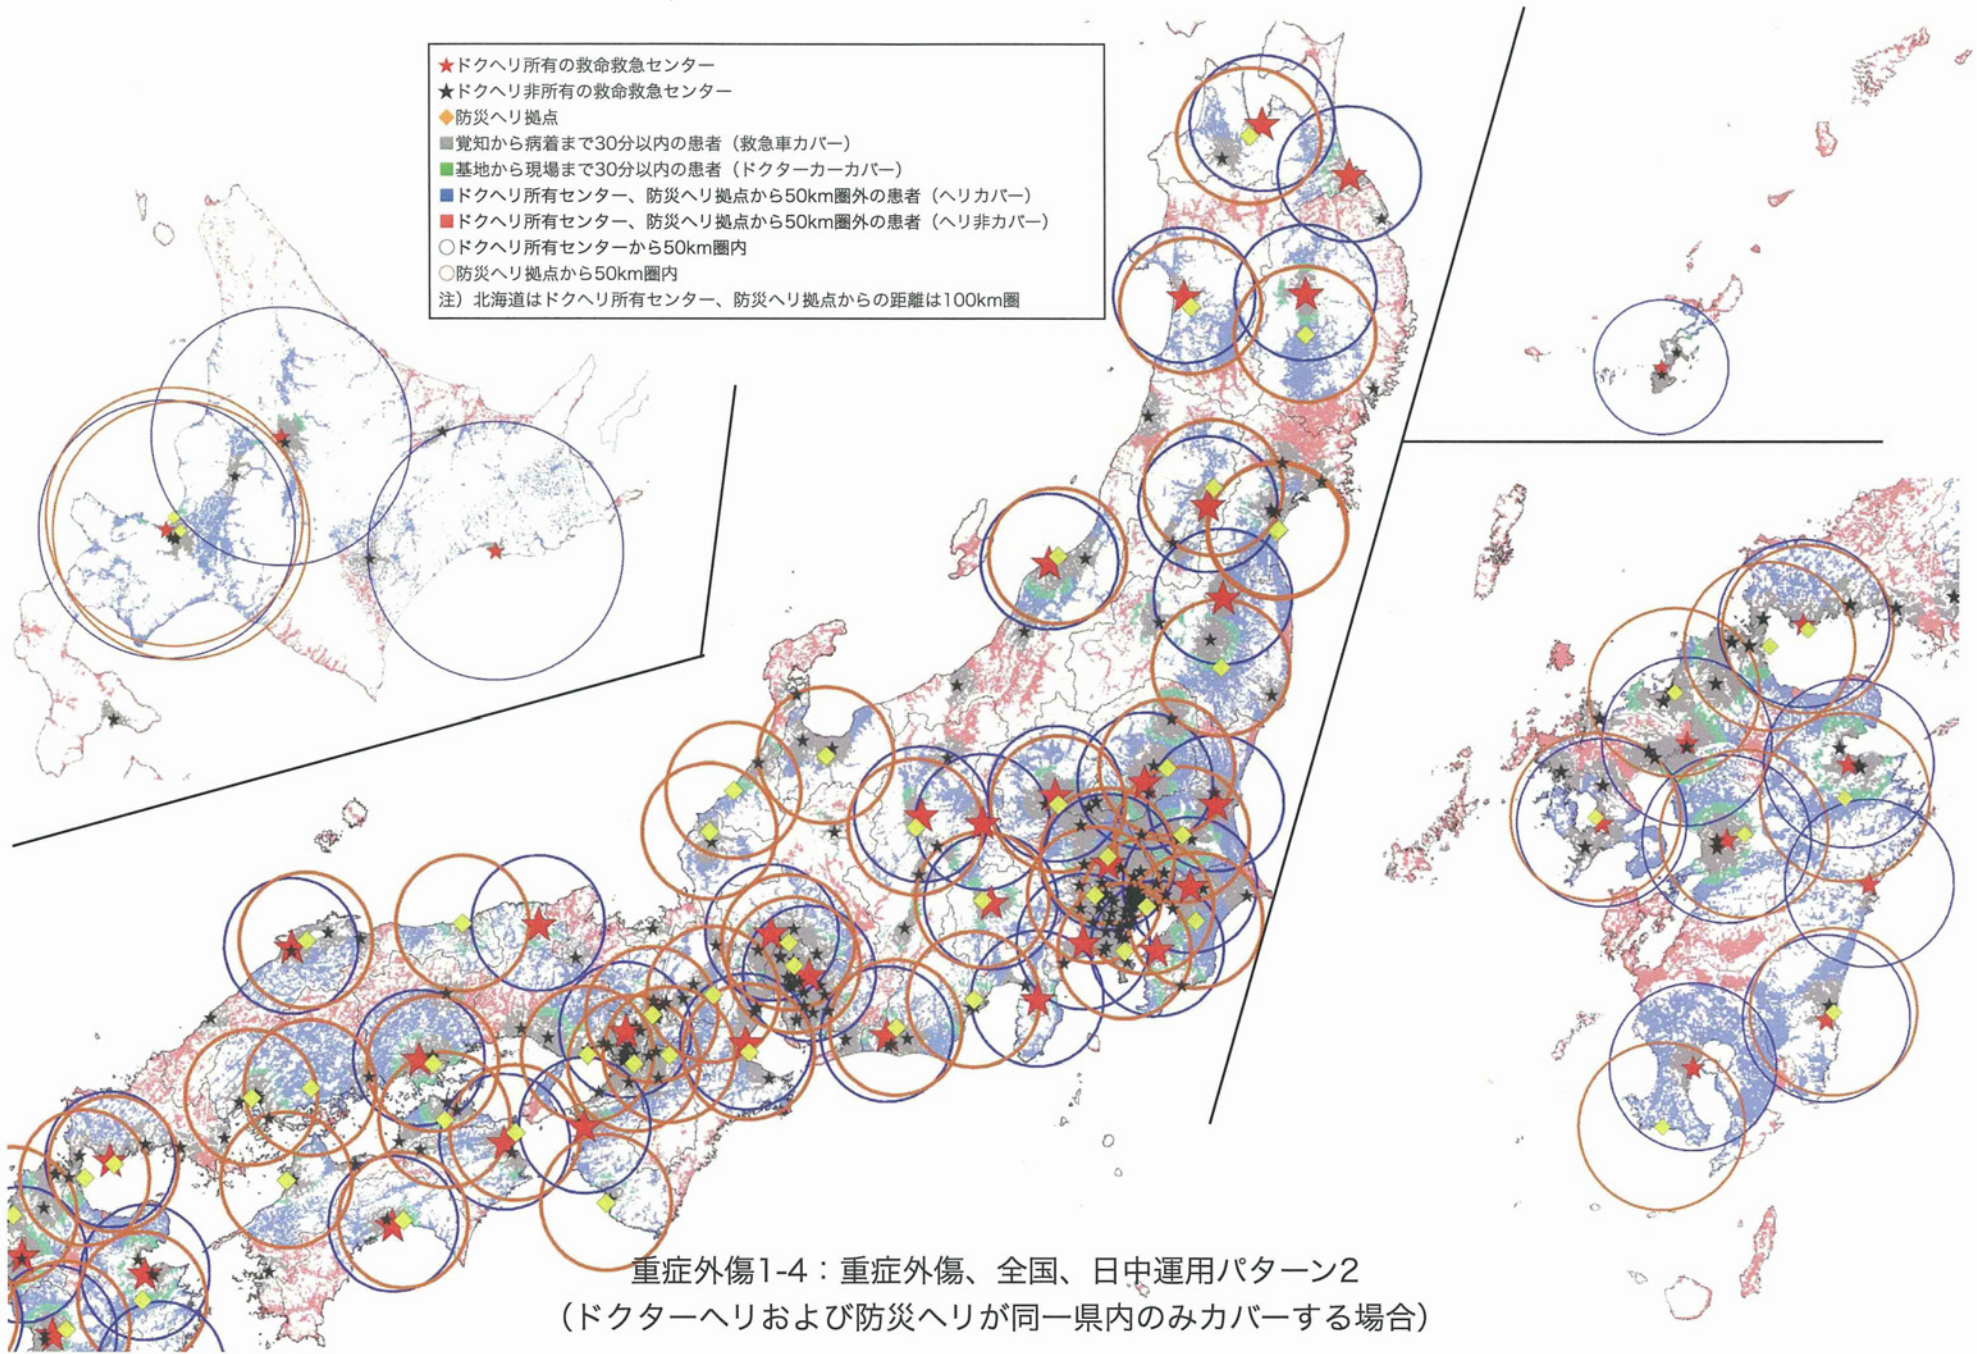 ★ドクヘリ所有の救命救急センター
★ドクヘリ非所有の救命救急センター
◆防災ヘリ拠点
■覚知から病着まで30分以内の患者（救急車カバー）
■基地から現場まで30分以内の患者（ドクターカーカバー）
■ドクヘリ所有センター、防災ヘリ拠点から50km圏外の患者（ヘリカバー）
■ドクヘリ所有センター、防災ヘリ拠点から50km圏外の患者（ヘリ非カバー）
○ドクヘリ所有センターから50km圏内
○防災ヘリ拠点から50km圏内
注）北海道はドクヘリ所有センター、防災ヘリ拠点からの距離は100km圏
重症外傷1-4：重症外傷、全国、日中運用パターン2
（ドクターヘリおよび防災ヘリが同一県内のみカバーする場合）